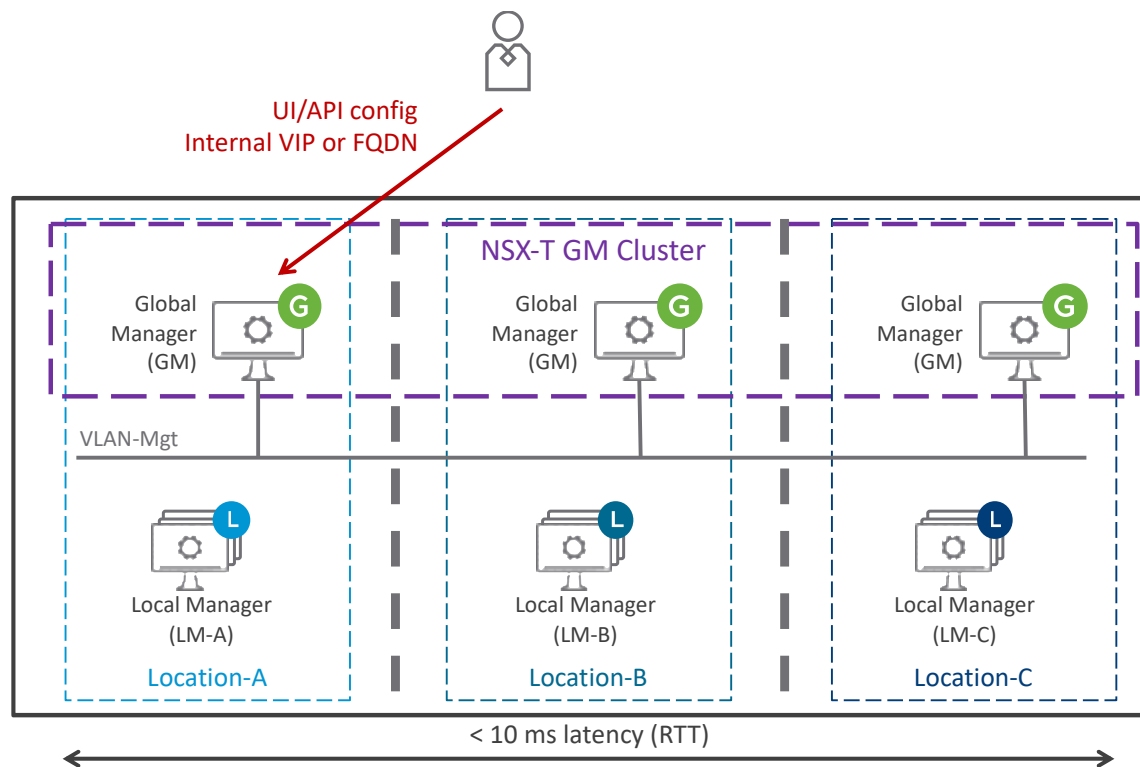 UI/API config
Internal VIP or FQDN
NSX-T GM Cluster
Global
Manager
(GM)
G
Global
Manager
(GM)
G
Global
Manager
(GM)
G
VLAN-Mgt
L
Local Manager
(LM-A)
L
Local Manager
(LM-B)
L
Local Manager
(LM-C)
Location-A
Location-B
Location-C
< 10 ms latency (RTT)